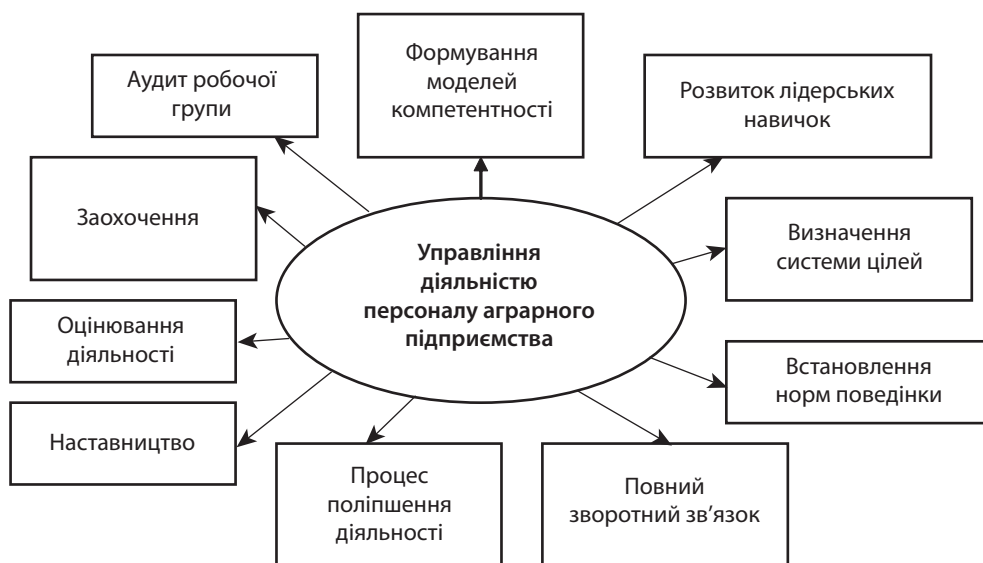 Формування
моделей
компетентності
Аудит робочої
групи
Розвиток лідерських
навичок
Заохочення
Визначення
системи цілей
Управління
діяльністю
персоналу аграрного
підприємства
Оцінювання
діяльності
Встановлення
норм поведінки
Наставництво
Процес
поліпшення
діяльності
Повний
зворотний зв’язок